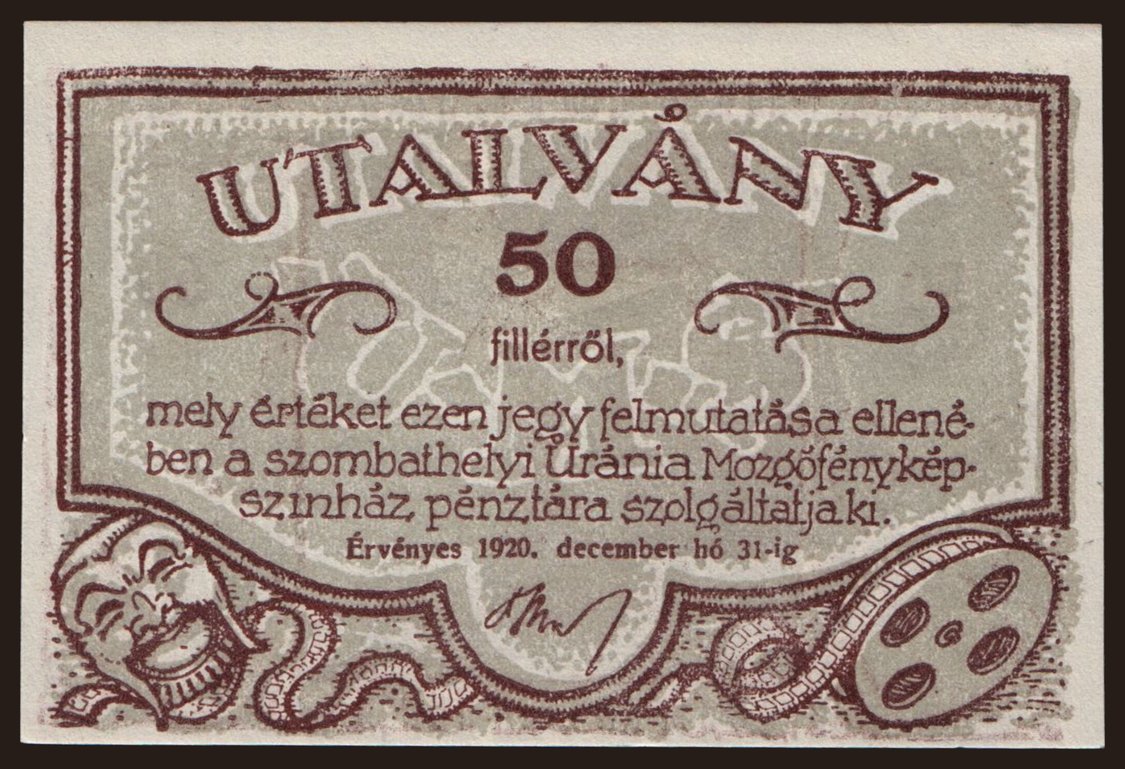 UTALVÁNY
50
fillérről,
mely értéket ezen jegy felmutatása ellené-
ben a szombathelyi Uránia Mozgófénykép-
szinház pénztára szolgáltatja ki.
Érvényes 1920. december hó 31-ig